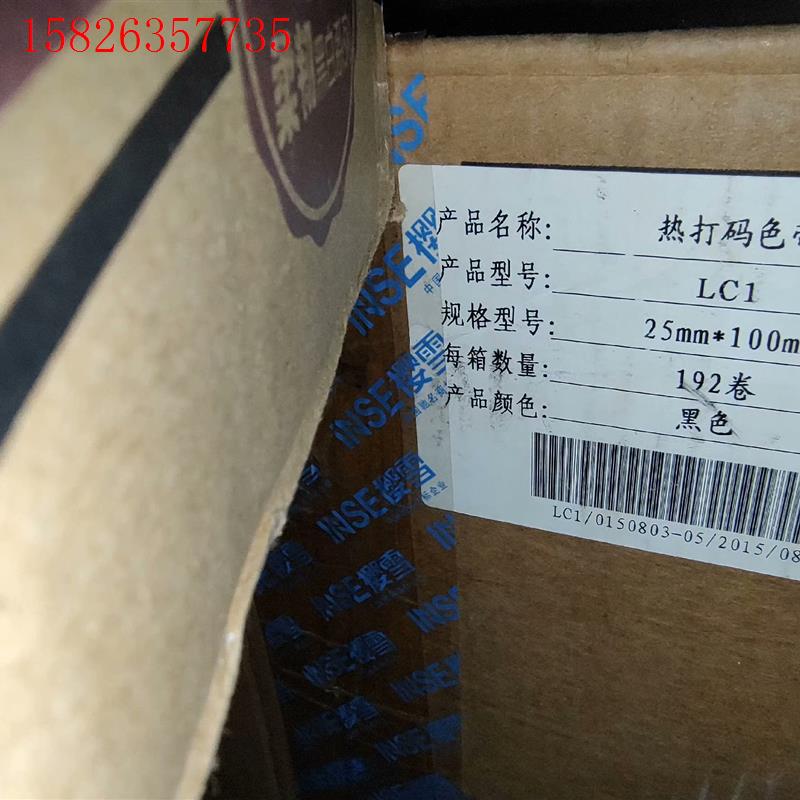 15826357735
柔物
INSE樱雪
产品名称: 热打码色
产品型号: LC1
规格型号: 25mm*100m
每箱数量: 192卷
产品颜色: 黑色
LC1/0150803-05/2015/08
INSE樱雪
INSE樱雪
INSE樱雪